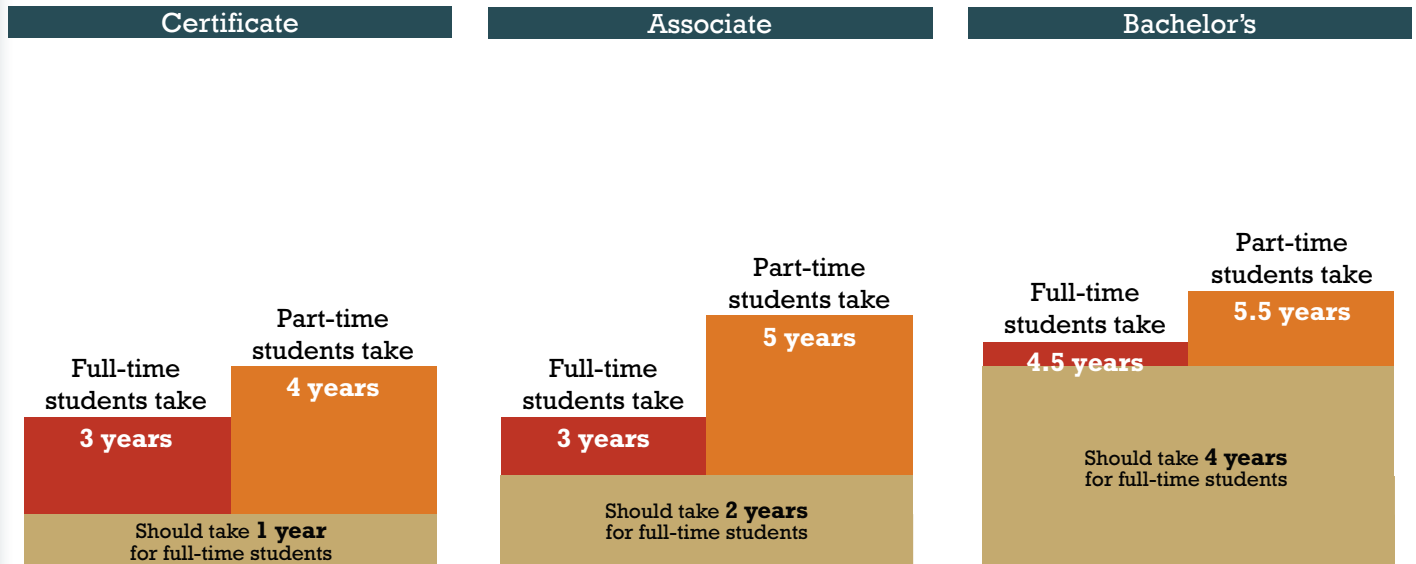 Certificate
Full-time
students take
3 years
Part-time
students take
4 years
Should take 1 year
for full-time students
Associate
Full-time
students take
3 years
Part-time
students take
5 years
Should take 2 years
for full-time students
Bachelor’s
Full-time
students take
4.5 years
Part-time
students take
5.5 years
Should take 4 years
for full-time students